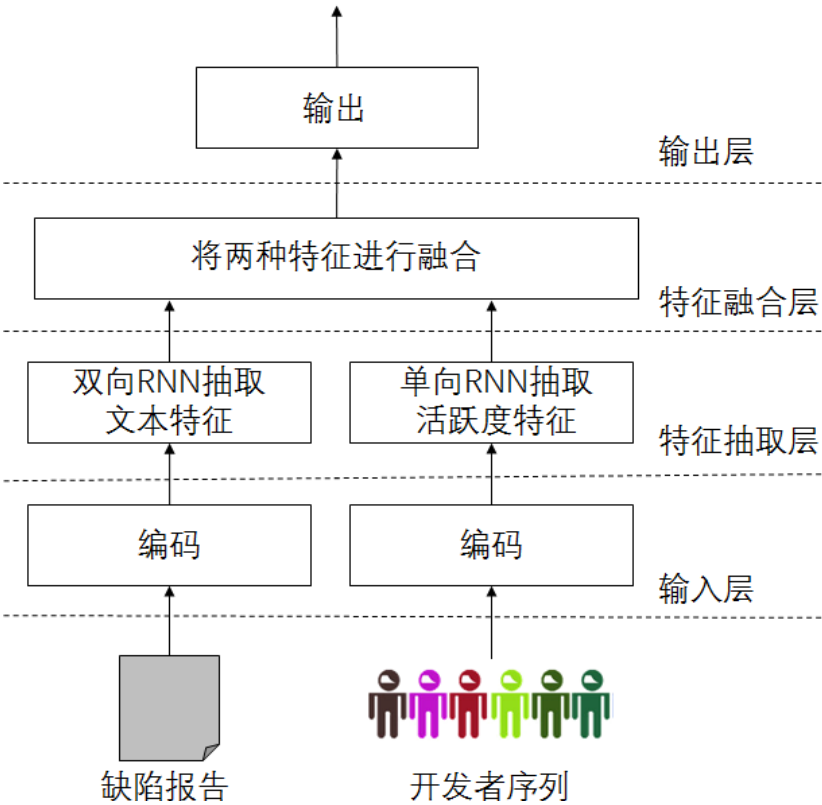 输出
输出层
将两种特征进行融合
特征融合层
双向RNN抽取
文本特征
单向RNN抽取
活跃度特征
特征抽取层
编码
编码
输入层
缺陷报告
开发者序列